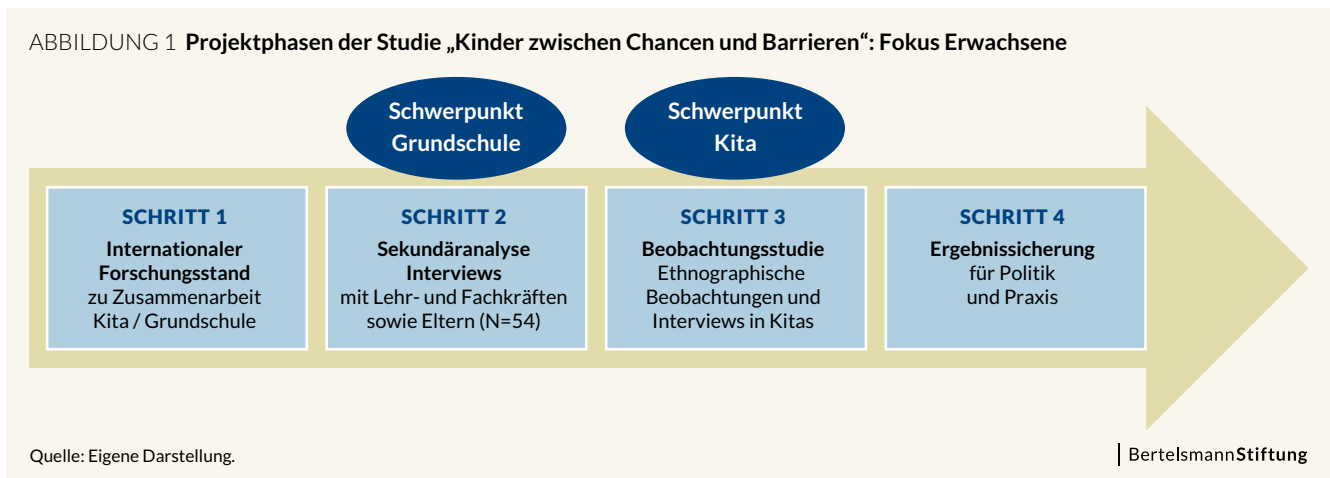 ABBILDUNG 1 Projektphasen der Studie „Kinder zwischen Chancen und Barrieren“: Fokus Erwachsene
Schwerpunkt
Grundschule
Schwerpunkt
Kita
SCHRITT 1
Internationaler
Forschungsstand
zu Zusammenarbeit
Kita / Grundschule
SCHRITT 2
Sekundäranalyse
Interviews
mit Lehr- und Fachkräften
sowie Eltern (N=54)
SCHRITT 3
Beobachtungsstudie
Ethnographische
Beobachtungen und
Interviews in Kitas
SCHRITT 4
Ergebnissicherung
für Politik
und Praxis
Quelle: Eigene Darstellung.
BertelsmannStiftung